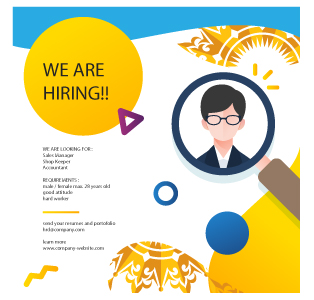 WE ARE
HIRING!!
WE ARE LOOKING FOR :
Sales Manager
Shop Keeper
Accountant
REQUIREMENTS :
male / female max. 28 years old
good attitude
hard worker
send your resumes and portofolio
hrd@company.com
learn more
www.company-website.com